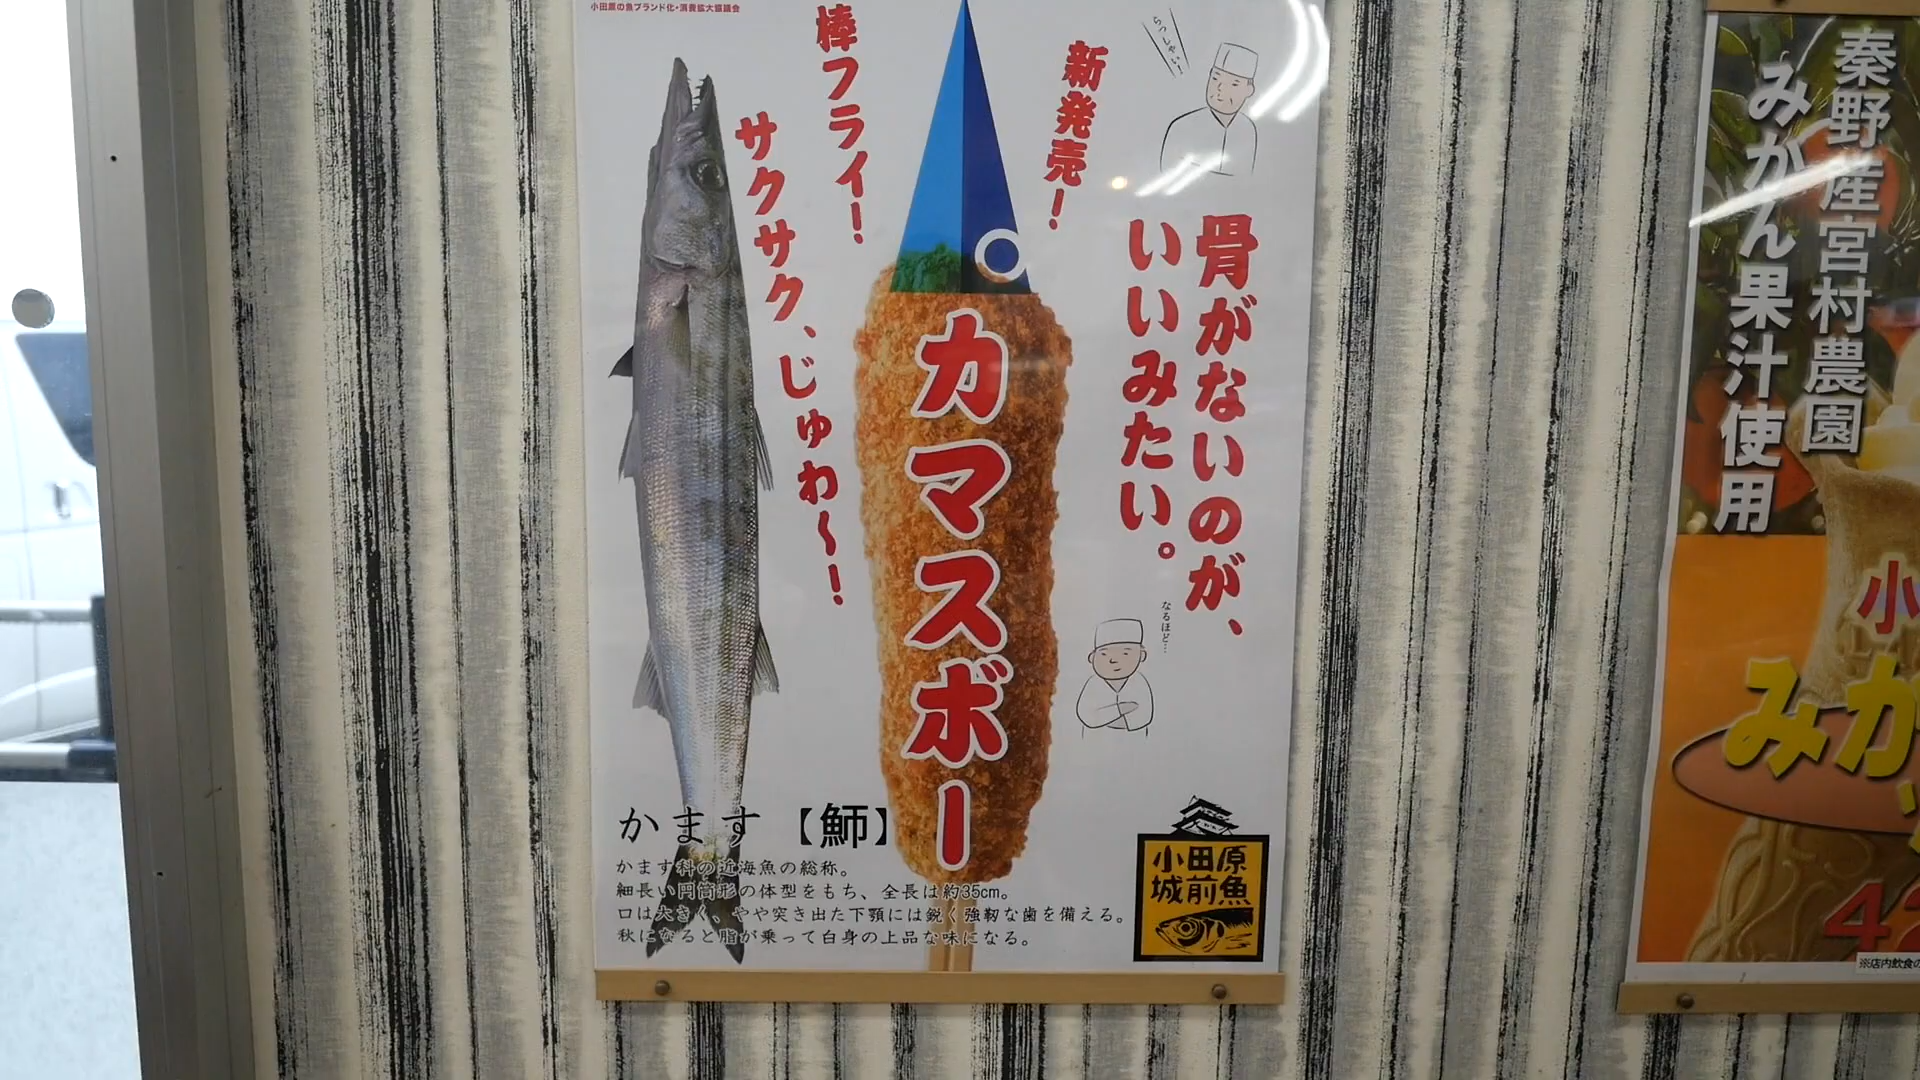 小田原の魚ブランド化・消費拡大協議会
新発売!
棒フライ!
サクサク、じゅわ〜!
カマスボー
らっしゃい!
骨がないのが、
いいみたい。
なるほど…
かます【魳】
かます科の近海魚の総称。
細長い円筒形の体型をもち、全長は約35cm。
口は大きく、やや突き出た下顎には鋭く強靭な歯を備える。
秋になると脂が乗って白身の上品な味になる。
小田原
城前魚
秦野産宮村農園
みかん果汁使用
小
みか
42
※店内飲食の